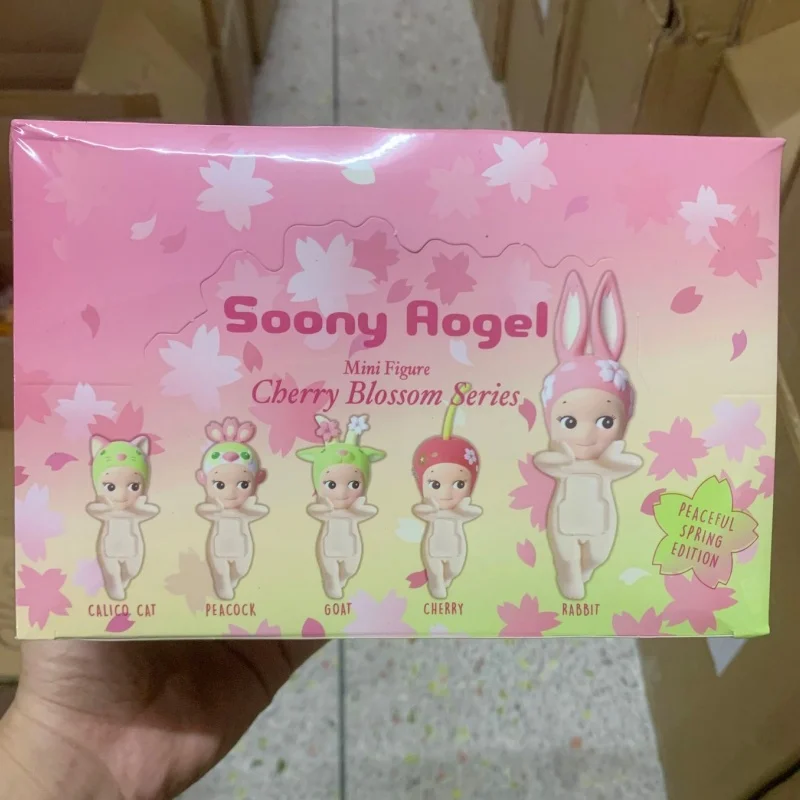 Soony Aogel
Mini Figure
Cherry Blossom Series
PEACEFUL
SPRING
EDITION
CALICO CAT
PEACOCK
GOAT
CHERRY
RABBIT